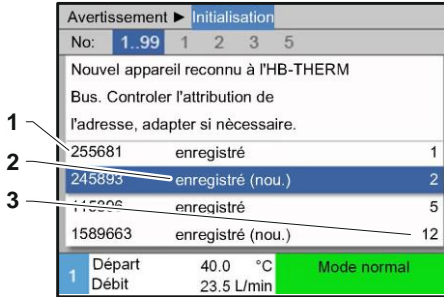 Avertissement ► Initialisation
No: 1..99 1 2 3 5
Nouvel appareil reconnu à l'HB-THERM
Bus. Controler l'attribution de
l'adresse, adapter si nècessaire.
1
255681 enregistré 1
2
245893 enregistré (nou.) 2
3
enregistré 5
1589663 enregistré (nou.) 12
1
Départ 40.0 °C
Débit 23.5 L/min
Mode normal